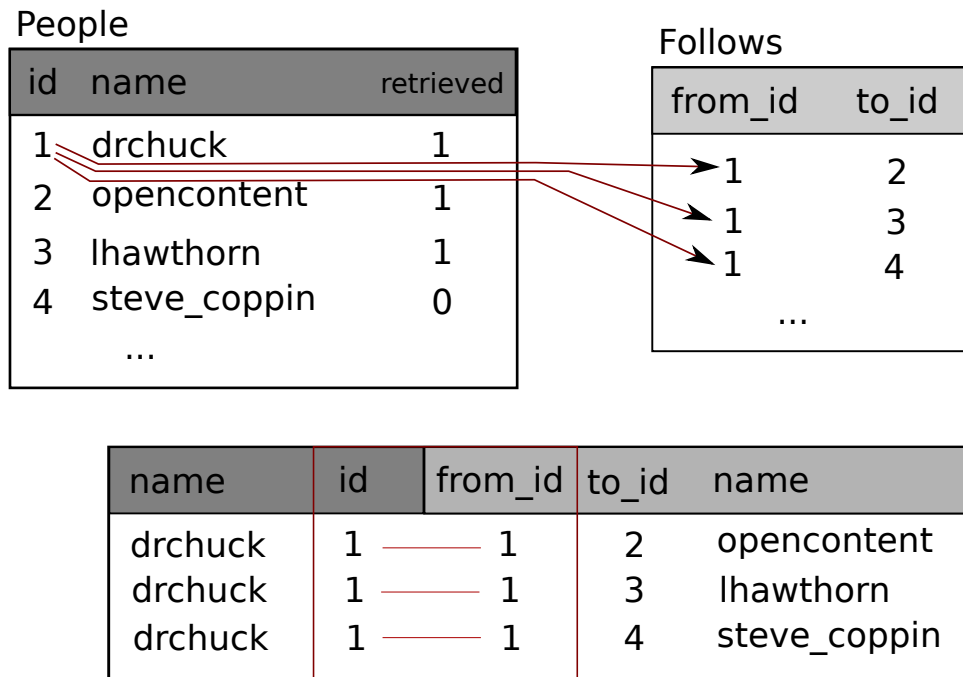 People
id name retrieved
1 drchuck 1
2 opencontent 1
3 lhawthorn 1
4 steve_coppin 0
...
Follows
from_id to_id
1 2
1 3
1 4
...
name id from_id to_id name
drchuck 1 1 2 opencontent
drchuck 1 1 3 lhawthorn
drchuck 1 1 4 steve_coppin